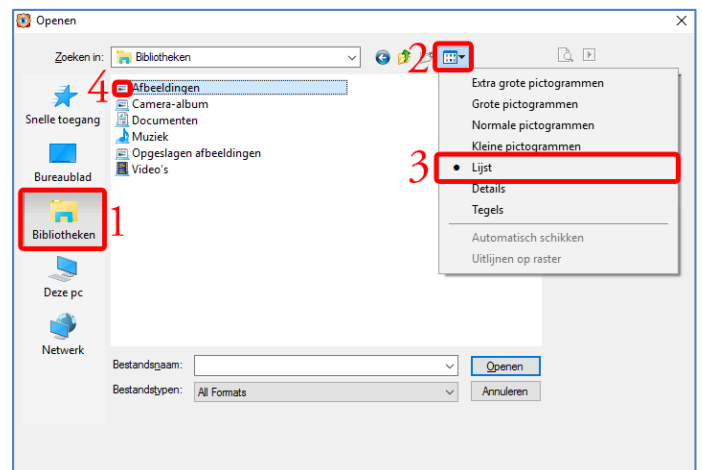 Openen
Zoeken in: Bibliotheken
2
4
Afbeeldingen
Camera-album
Documenten
Muziek
Opgeslagen afbeeldingen
Video's
Snelle toegang
Bureaublad
Bibliotheken
1
Deze pc
Netwerk
Extra grote pictogrammen
Grote pictogrammen
Normale pictogrammen
Kleine pictogrammen
3
Lijst
Details
Tegels
Automatisch schikken
Uitlijnen op raster
Bestandsnaam:
Openen
Bestandstypen: All Formats
Annuleren